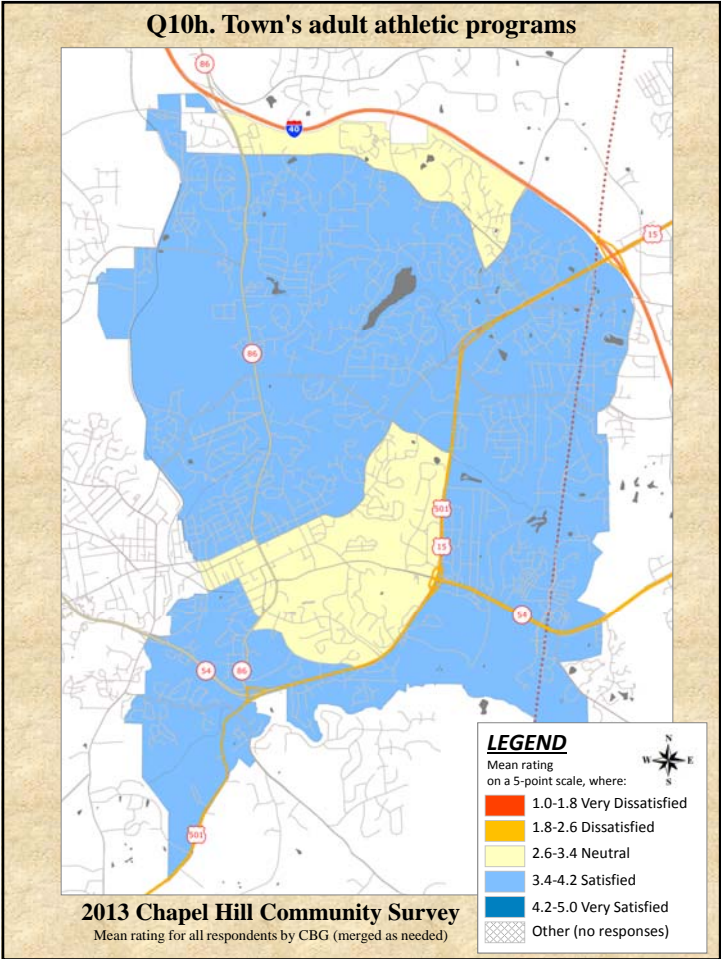 Q10h. Town's adult athletic programs
86
40
15
86
501
15
54
54
86
501
LEGEND
N
W E
S
Mean rating
on a 5-point scale, where:
1.0-1.8 Very Dissatisfied
1.8-2.6 Dissatisfied
2.6-3.4 Neutral
3.4-4.2 Satisfied
4.2-5.0 Very Satisfied
Other (no responses)
2013 Chapel Hill Community Survey
Mean rating for all respondents by CBG (merged as needed)